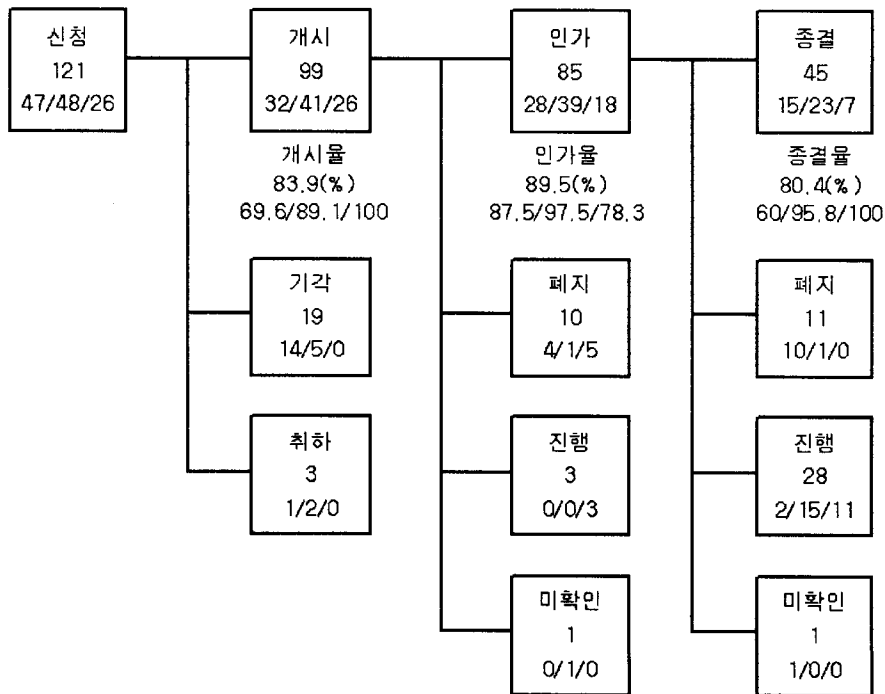 신청
121
47/48/26
개시
99
32/41/26
개시율
83.9(%)
69.6/89.1/100
기각
19
14/5/0
취하
3
1/2/0
인가
85
28/39/18
인가율
89.5(%)
87.5/97.5/78.3
폐지
10
4/1/5
진행
3
0/0/3
미확인
1
0/1/0
종결
45
15/23/7
종결율
80.4(%)
60/95.8/100
폐지
11
10/1/0
진행
28
2/15/11
미확인
1
1/0/0